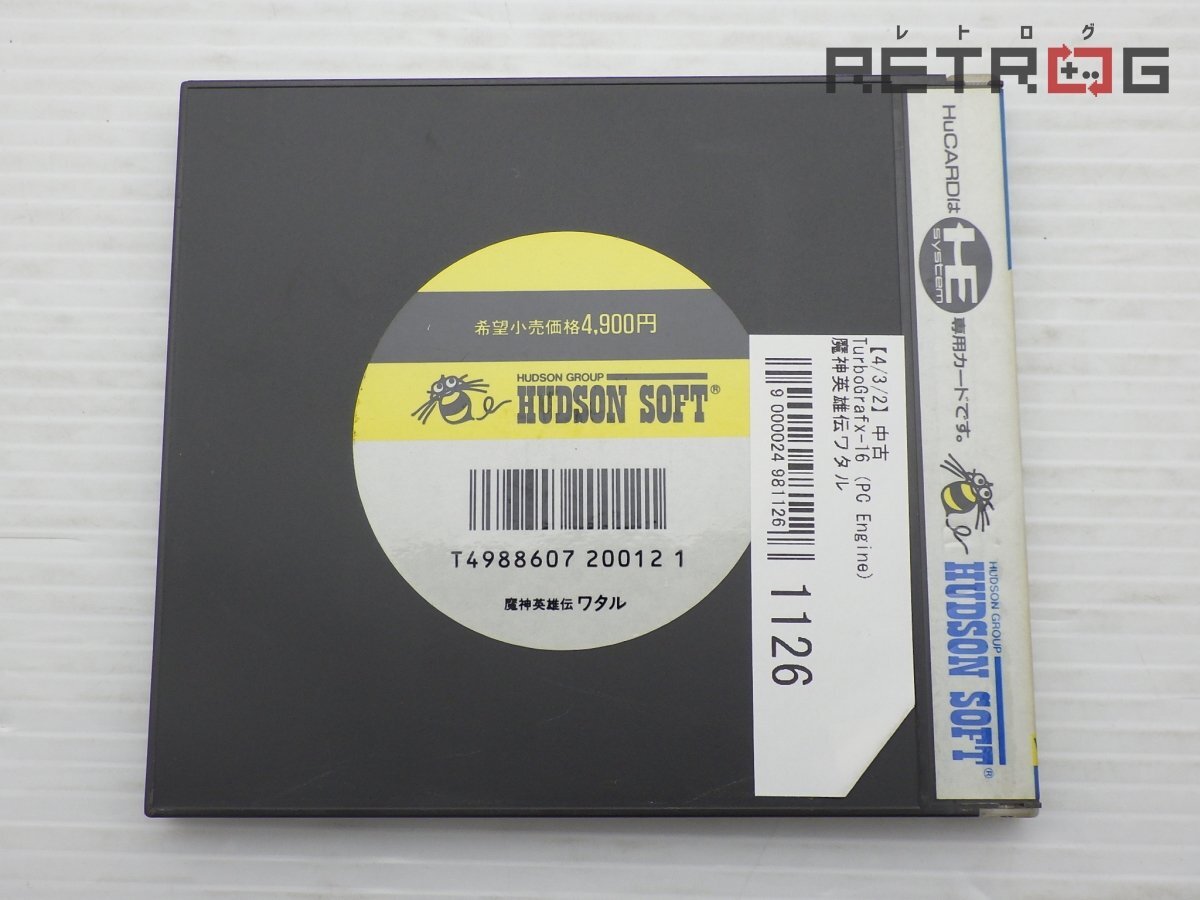 レトログ
RETROG
希望小売価格4,900円
HUDSON GROUP
HUDSON SOFT®
T4988607 20012 1
魔神英雄伝 ワタル
【4/3/2】 中古
TurboGrafx-16 (PC Engine)
魔神英雄伝ワタル
9 000024 981126
1126
HuCARDは
HE
system
専用カードです。
HUDSON GROUP
HUDSON SOFT®